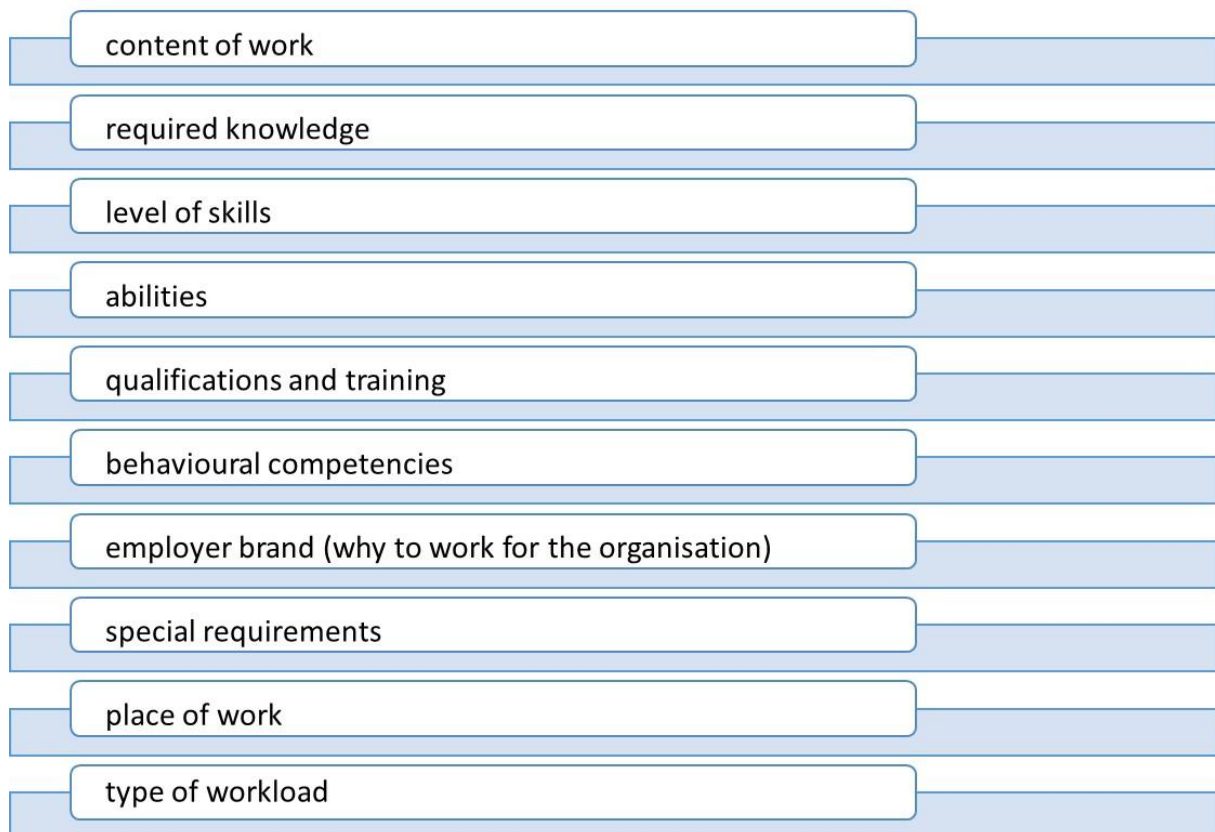 content of work
required knowledge
level of skills
abilities
qualifications and training
behavioural competencies
employer brand (why to work for the organisation)
special requirements
place of work
type of workload